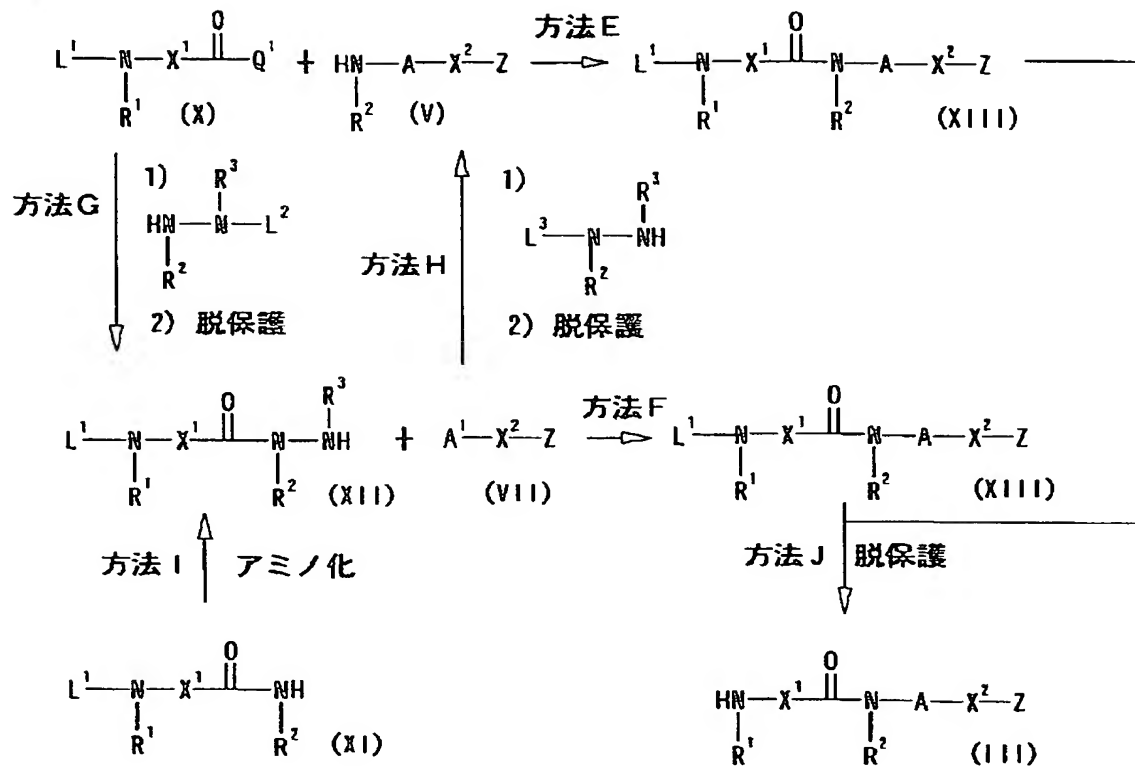 L¹—N—X¹—C(=O)—Q¹ + HN—A—X²—Z 方法E L¹—N—X¹—C(=O)—N—A—X²—Z
R¹ (X) R² (V) R¹ R² (XIII)
方法G 1) R³ HN—N—L² R² 2) 脱保護
方法H 1) R³ L³—N—NH R² 2) 脱保護
L¹—N—X¹—C(=O)—N—NH R³ + A¹—X²—Z 方法F L¹—N—X¹—C(=O)—N—A—X²—Z
R¹ R² (XII) (VII) R¹ R² (XIII)
方法I アミノ化 方法J 脱保護
L¹—N—X¹—C(=O)—NH HN—X¹—C(=O)—N—A—X²—Z
R¹ R² (XI) R¹ R² (III)